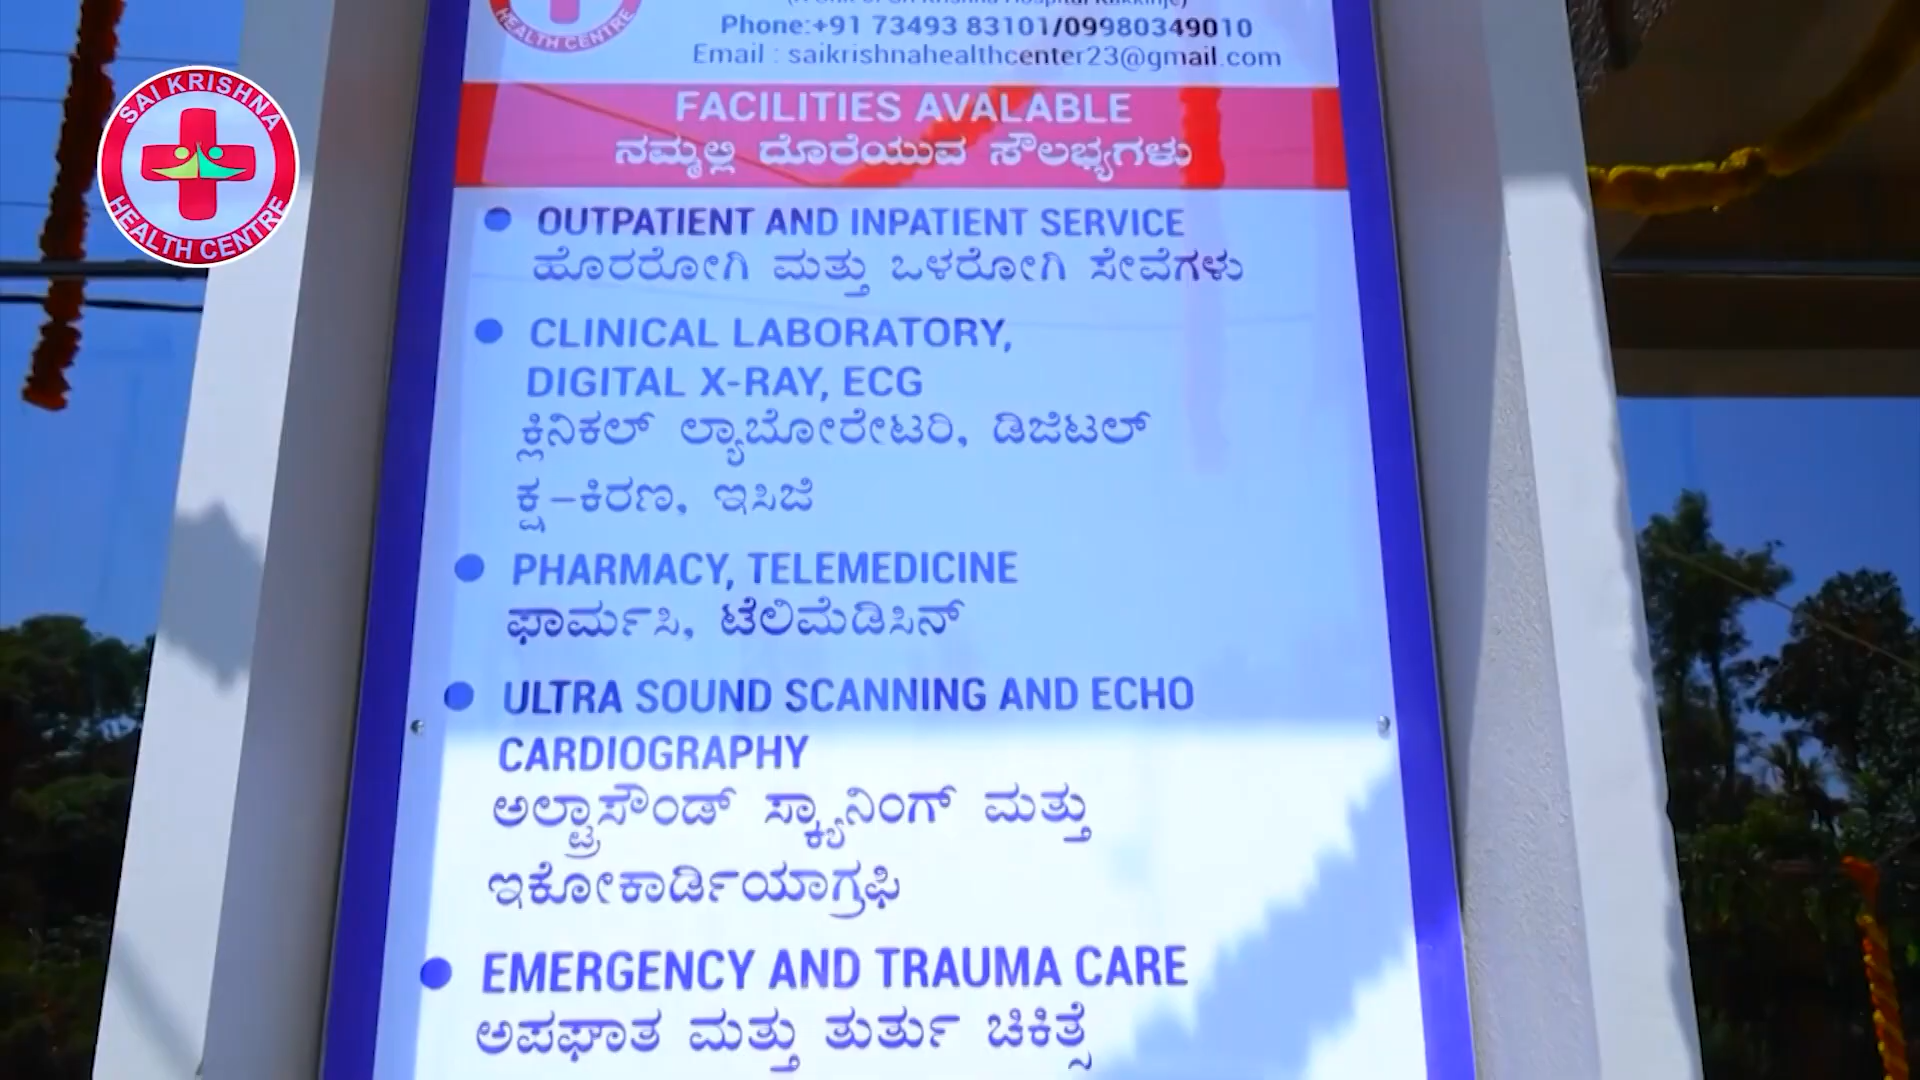 SAI KRISHNA
HEALTH CENTRE
HEALTH CENTRE
Phone:+91 73493 83101/09980349010
Email : saikrishnahealthcenter23@gmail.com
FACILITIES AVALABLE
ನಮ್ಮಲ್ಲಿ ದೊರೆಯುವ ಸೌಲಭ್ಯಗಳು
OUTPATIENT AND INPATIENT SERVICE
ಹೊರರೋಗಿ ಮತ್ತು ಒಳರೋಗಿ ಸೇವೆಗಳು
CLINICAL LABORATORY,
DIGITAL X-RAY, ECG
ಕ್ಲಿನಿಕಲ್ ಲ್ಯಾಬೋರೇಟರಿ, ಡಿಜಿಟಲ್
ಕ್ಷ-ಕಿರಣ, ಇಸಿಜಿ
PHARMACY, TELEMEDICINE
ಫಾರ್ಮಸಿ, ಟೆಲಿಮೆಡಿಸಿನ್
ULTRA SOUND SCANNING AND ECHO
CARDIOGRAPHY
ಅಲ್ಟ್ರಾಸೌಂಡ್ ಸ್ಕ್ಯಾನಿಂಗ್ ಮತ್ತು
ಇಕೋಕಾರ್ಡಿಯಾಗ್ರಫಿ
EMERGENCY AND TRAUMA CARE
ಅಪಘಾತ ಮತ್ತು ತುರ್ತು ಚಿಕಿತ್ಸೆ